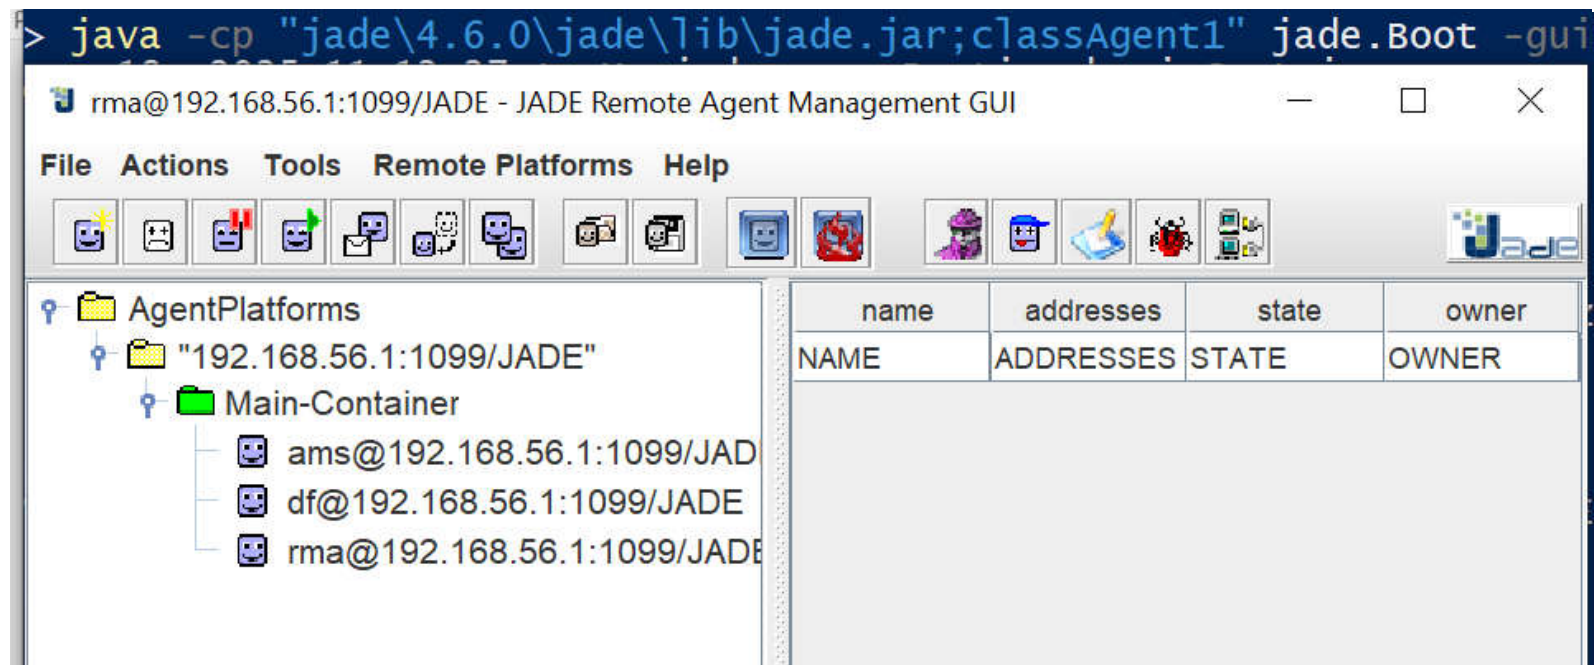 > java -cp "jade\4.6.0\jade\lib\jade.jar;classAgent1" jade.Boot -gui
rma@192.168.56.1:1099/JADE - JADE Remote Agent Management GUI
File Actions Tools Remote Platforms Help
Jade
AgentPlatforms
"192.168.56.1:1099/JADE"
Main-Container
ams@192.168.56.1:1099/JAD
df@192.168.56.1:1099/JADE
rma@192.168.56.1:1099/JADE
name addresses state owner
NAME ADDRESSES STATE OWNER